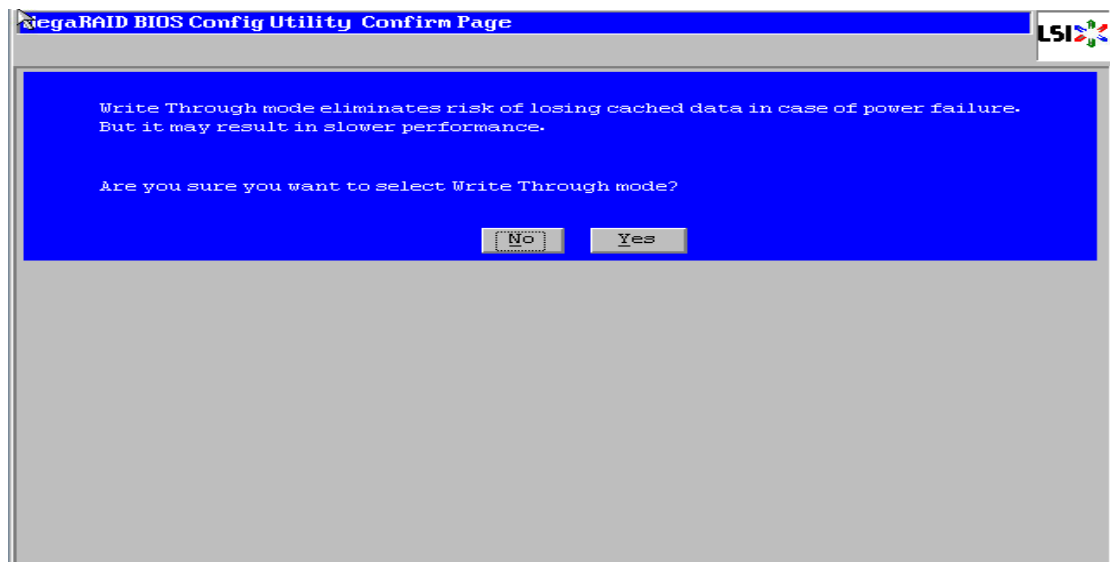 MegaRAID BIOS Config Utility Confirm Page
LSI
Write Through mode eliminates risk of losing cached data in case of power failure.
But it may result in slower performance.
Are you sure you want to select Write Through mode?
No
Yes